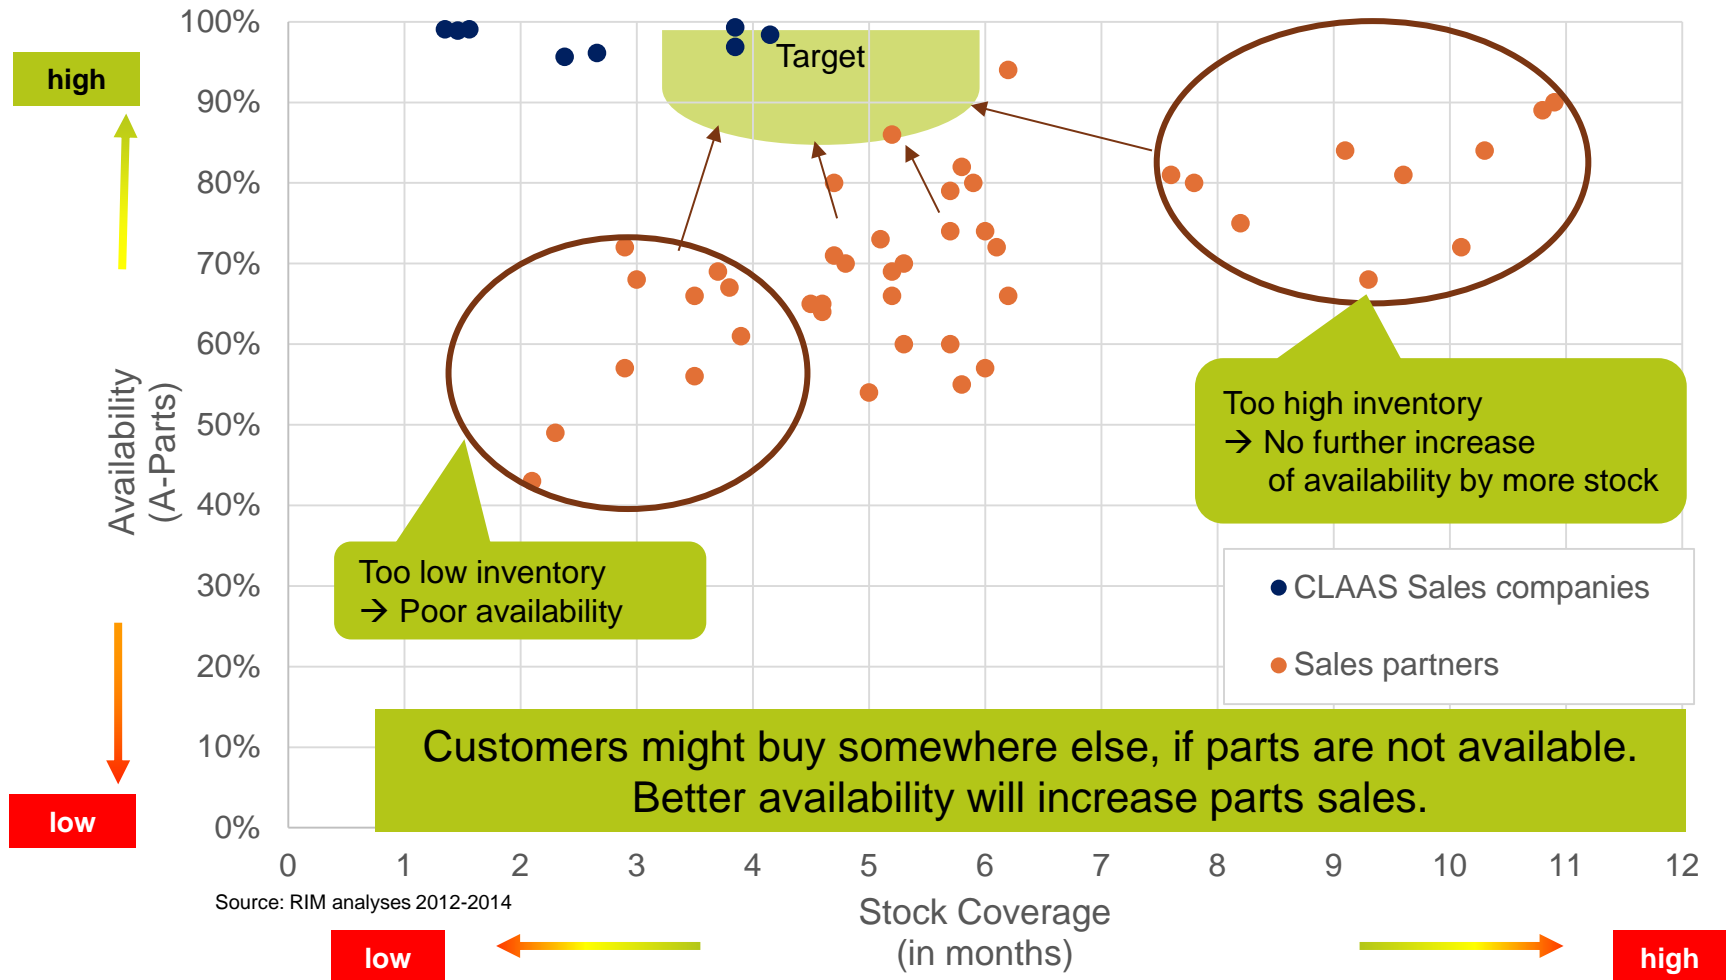 100%
90%
80%
70%
60%
50%
40%
30%
20%
10%
0%
high
low
Availability
(A-Parts)
Target
Too high inventory
→ No further increase
of availability by more stock
Too low inventory
→ Poor availability
CLAAS Sales companies
Sales partners
Customers might buy somewhere else, if parts are not available.
Better availability will increase parts sales.
0 1 2 3 4 5 6 7 8 9 10 11 12
Source: RIM analyses 2012-2014
Stock Coverage
(in months)
low
high